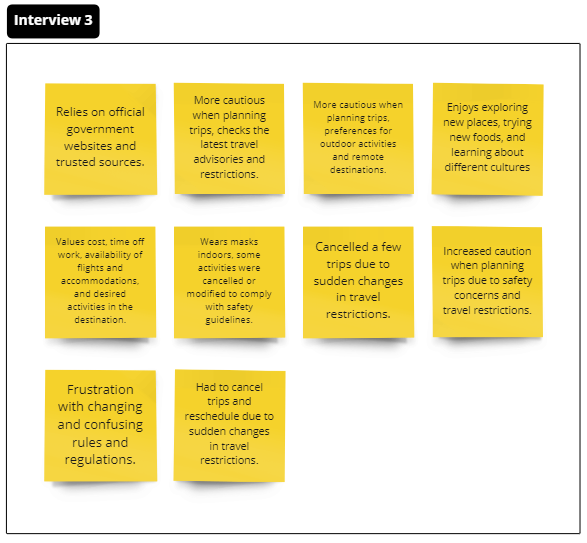 Interview 3
Relies on official
government
websites and
trusted sources.
More cautious
when planning
trips, checks the
latest travel
advisories and
restrictions.
More cautious when
planning trips,
preferences for
outdoor activities
and remote
destinations.
Enjoys exploring
new places, trying
new foods, and
learning about
different cultures
Values cost, time off
work, availability of
flights and
accommodations,
and desired
activities in the
destination.
Wears masks
indoors, some
activities were
cancelled or
modified to comply
with safety
guidelines.
Cancelled a few
trips due to
sudden changes
in travel
restrictions.
Increased caution
when planning
trips due to safety
concerns and
travel restrictions.
Frustration
with changing
and confusing
rules and
regulations.
Had to cancel
trips and
reschedule due to
sudden changes
in travel
restrictions.